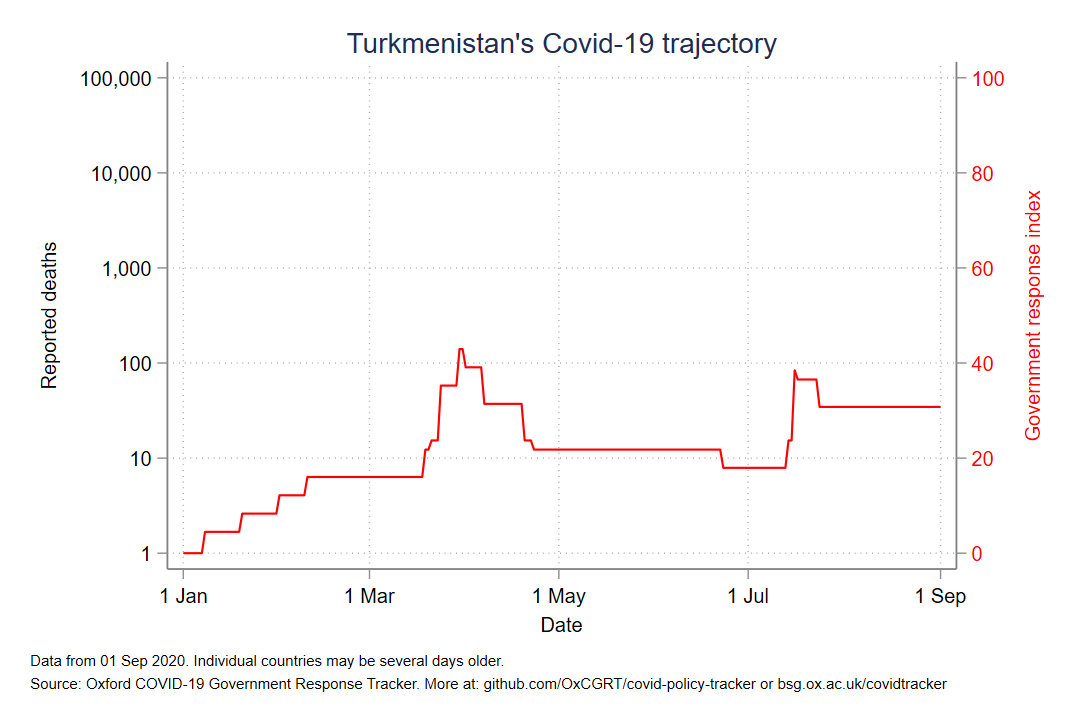 Turkmenistan's Covid-19 trajectory
100,000
10,000
1,000
100
10
1
Reported deaths
100
80
60
40
20
0
Government response index
1 Jan 1 Mar 1 May 1 Jul 1 Sep
Date
Data from 01 Sep 2020. Individual countries may be several days older.
Source: Oxford COVID-19 Government Response Tracker. More at: github.com/OxCGRT/covid-policy-tracker or bsg.ox.ac.uk/covidtracker